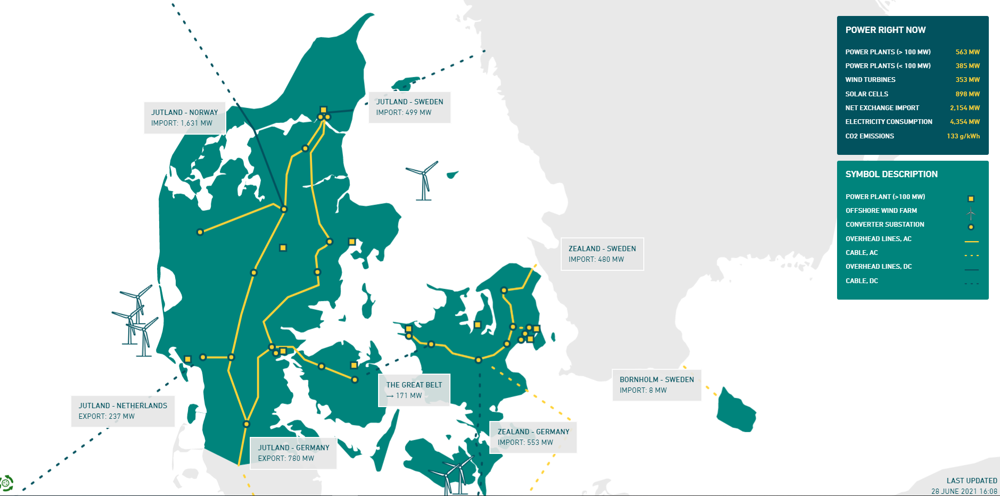 JUTLAND - NORWAY
IMPORT: 1,631 MW
JUTLAND - SWEDEN
IMPORT: 499 MW
ZEALAND - SWEDEN
IMPORT: 480 MW
BORNHOLM - SWEDEN
IMPORT: 8 MW
THE GREAT BELT
→ 171 MW
JUTLAND - NETHERLANDS
EXPORT: 237 MW
JUTLAND - GERMANY
EXPORT: 780 MW
ZEALAND - GERMANY
IMPORT: 553 MW
POWER RIGHT NOW
POWER PLANTS (> 100 MW) 563 MW
POWER PLANTS (< 100 MW) 385 MW
WIND TURBINES 353 MW
SOLAR CELLS 898 MW
NET EXCHANGE IMPORT 2,154 MW
ELECTRICITY CONSUMPTION 4,354 MW
CO2 EMISSIONS 133 g/kWh
SYMBOL DESCRIPTION
POWER PLANT (>100 MW)
OFFSHORE WIND FARM
CONVERTER SUBSTATION
OVERHEAD LINES, AC
CABLE, AC
OVERHEAD LINES, DC
CABLE, DC
LAST UPDATED
28 JUNE 2021 16:08